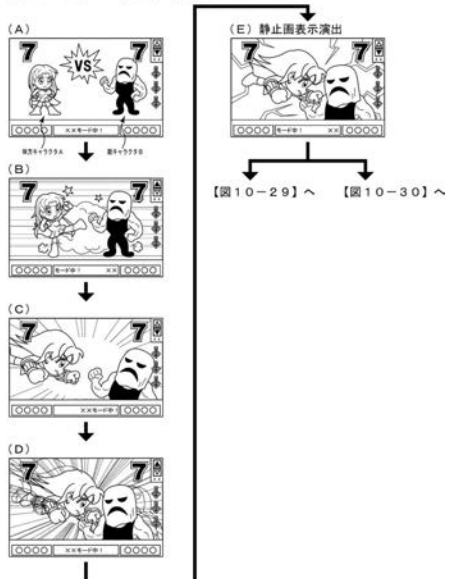 (A)
7 VS 7
味方キャラクタA 敵キャラクタB
○○○○ ××モード中! ○○○○
(B)
7 7
○○○○ モード中! ×× ○○○○
(C)
7 7
○○○○ ××モード中! ○○○○
(D)
7 7
○○○○ ××モード中! ○○○○
(E) 静止画表示演出
7 7
○○○○ モード中! ×× ○○○○
【図10-29】へ 【図10-30】へ